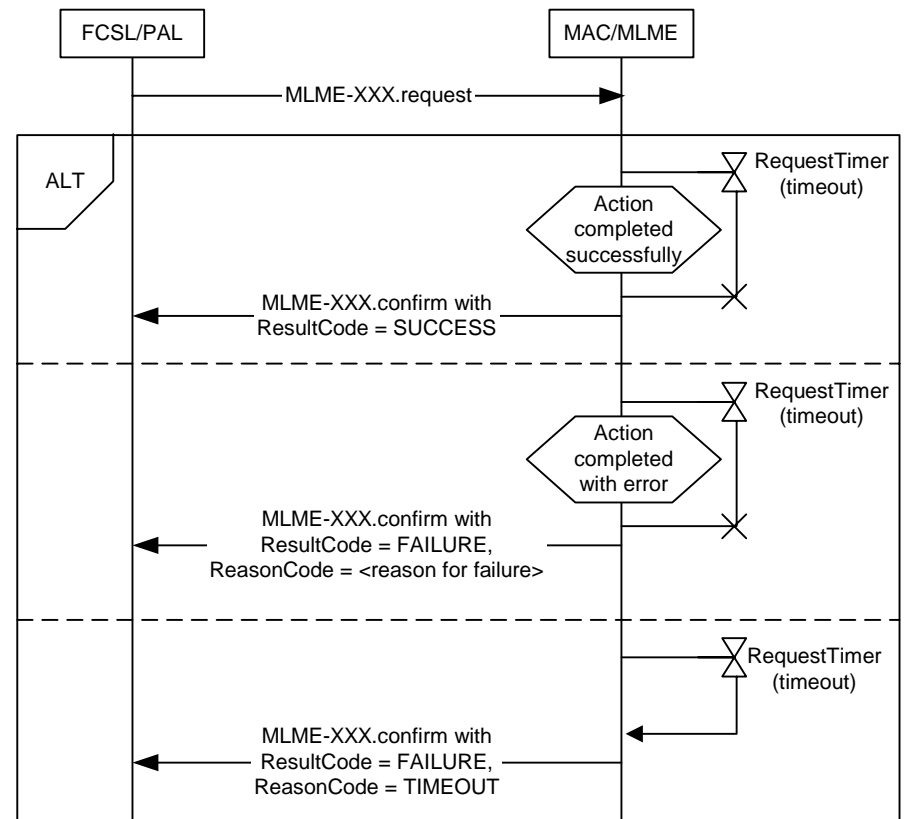 FCSL/PAL
MAC/MLME
MLME-XXX.request
ALT
RequestTimer
(timeout)
Action
completed
successfully
MLME-XXX.confirm with
ResultCode = SUCCESS
RequestTimer
(timeout)
Action
completed
with error
MLME-XXX.confirm with
ResultCode = FAILURE,
ReasonCode = <reason for failure>
RequestTimer
(timeout)
MLME-XXX.confirm with
ResultCode = FAILURE,
ReasonCode = TIMEOUT